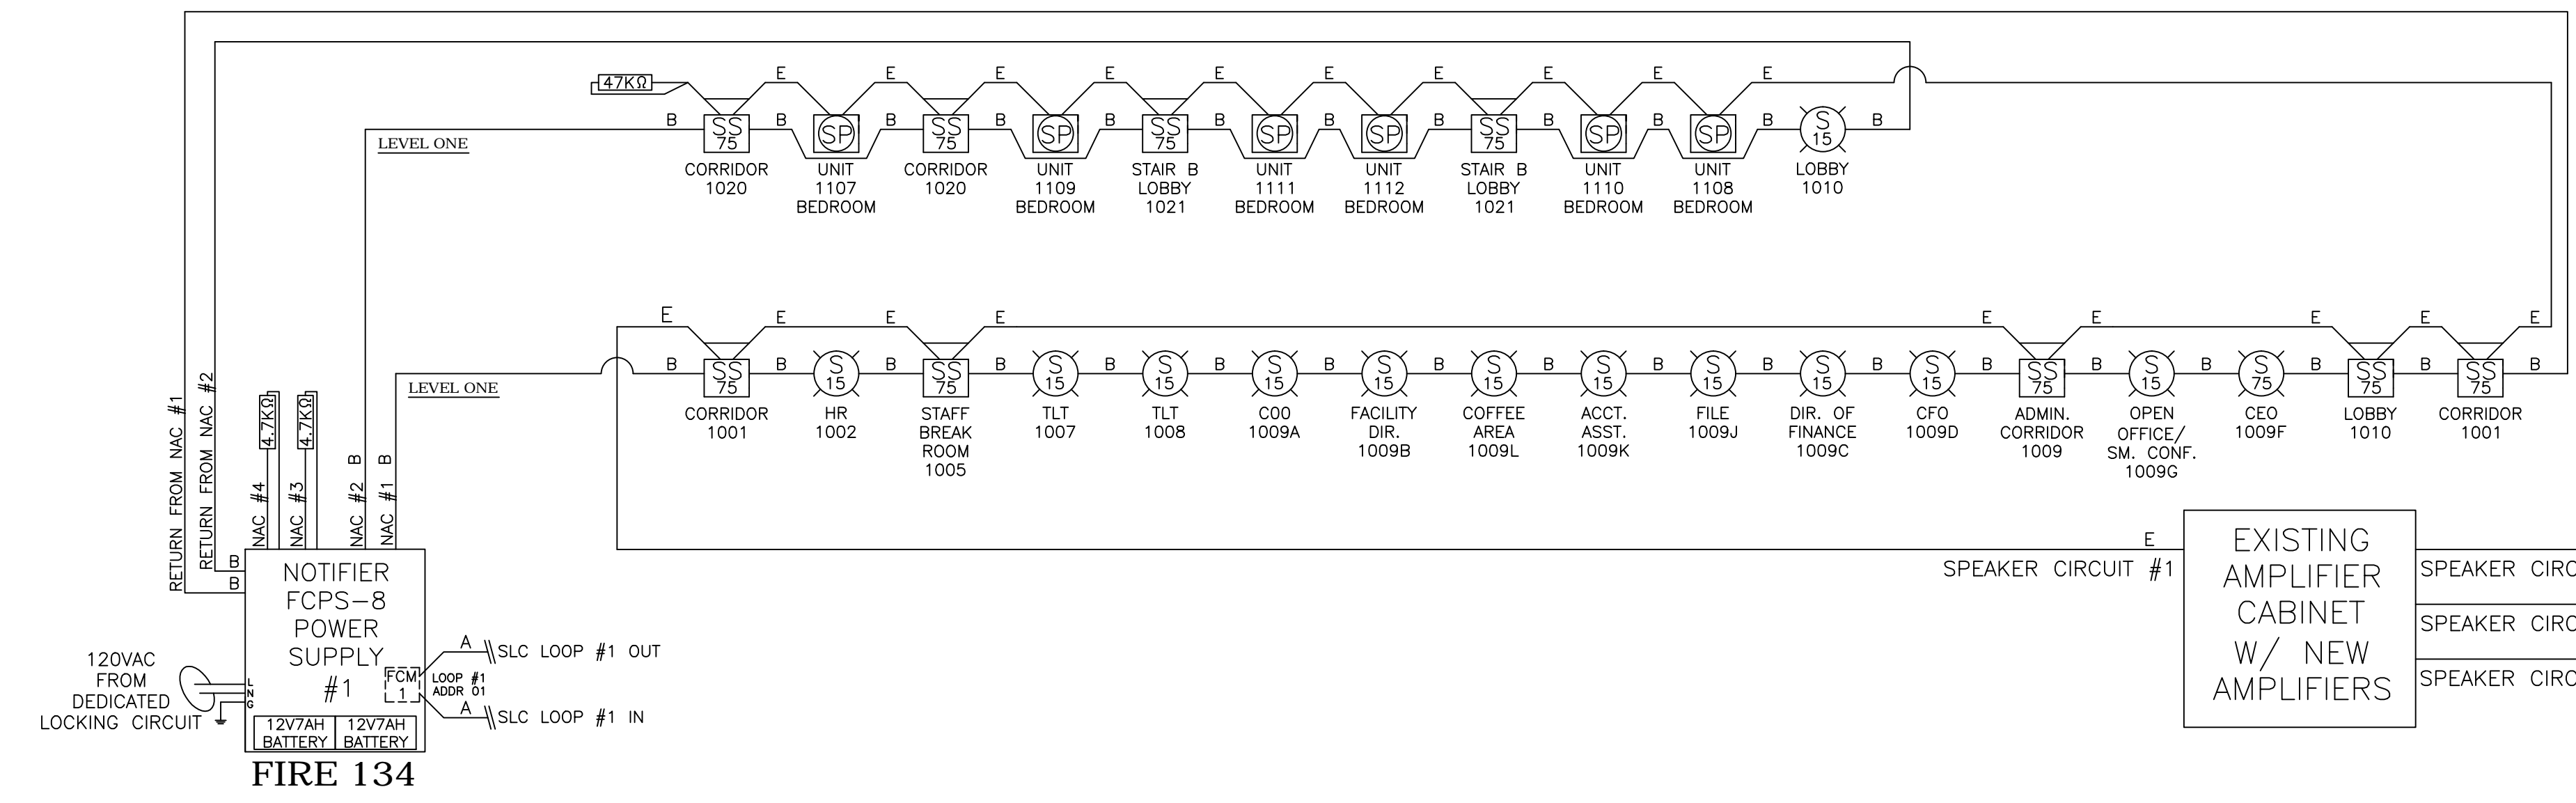 47KΩ
E E E E E E E E E E
B B B B B B B B B B B B
SS 75 SP SS 75 SP SS 75 SP SP SS 75 SP SP S 15
LEVEL ONE
CORRIDOR 1020
UNIT 1107 BEDROOM
CORRIDOR 1020
UNIT 1109 BEDROOM
STAIR B LOBBY 1021
UNIT 1111 BEDROOM
UNIT 1112 BEDROOM
STAIR B LOBBY 1021
UNIT 1110 BEDROOM
UNIT 1108 BEDROOM
LOBBY 1010
E E E E E E E E E
B B B B B B B B B B B B B B B B B B
SS 75 S 15 SS 75 S 15 S 15 S 15 S 15 S 15 S 15 S 15 S 15 S 15 SS 75 S 15 S 75 SS 75 SS 75
LEVEL ONE
CORRIDOR 1001
HR 1002
STAFF BREAK ROOM 1005
TLT 1007
TLT 1008
COO 1009A
FACILITY DIR. 1009B
COFFEE AREA 1009L
ACCT. ASST. 1009K
FILE 1009J
DIR. OF FINANCE 1009C
CFO 1009D
ADMIN. CORRIDOR 1009
OPEN OFFICE/ SM. CONF. 1009G
CEO 1009F
LOBBY 1010
CORRIDOR 1001
RETURN FROM NAC #1
RETURN FROM NAC #2
4.7KΩ
NAC #4
4.7KΩ
NAC #3
B
NAC #2
B
NAC #1
B
B
NOTIFIER
FCPS-8
POWER
SUPPLY
#1
FCM
1
LOOP #1
ADDR 01
A
SLC LOOP #1 OUT
A
SLC LOOP #1 IN
120VAC
FROM
DEDICATED
LOCKING CIRCUIT
L
N
G
12V7AH
BATTERY
12V7AH
BATTERY
FIRE 134
E
SPEAKER CIRCUIT #1
EXISTING
AMPLIFIER
CABINET
W/ NEW
AMPLIFIERS
SPEAKER CIRC
SPEAKER CIRC
SPEAKER CIRC